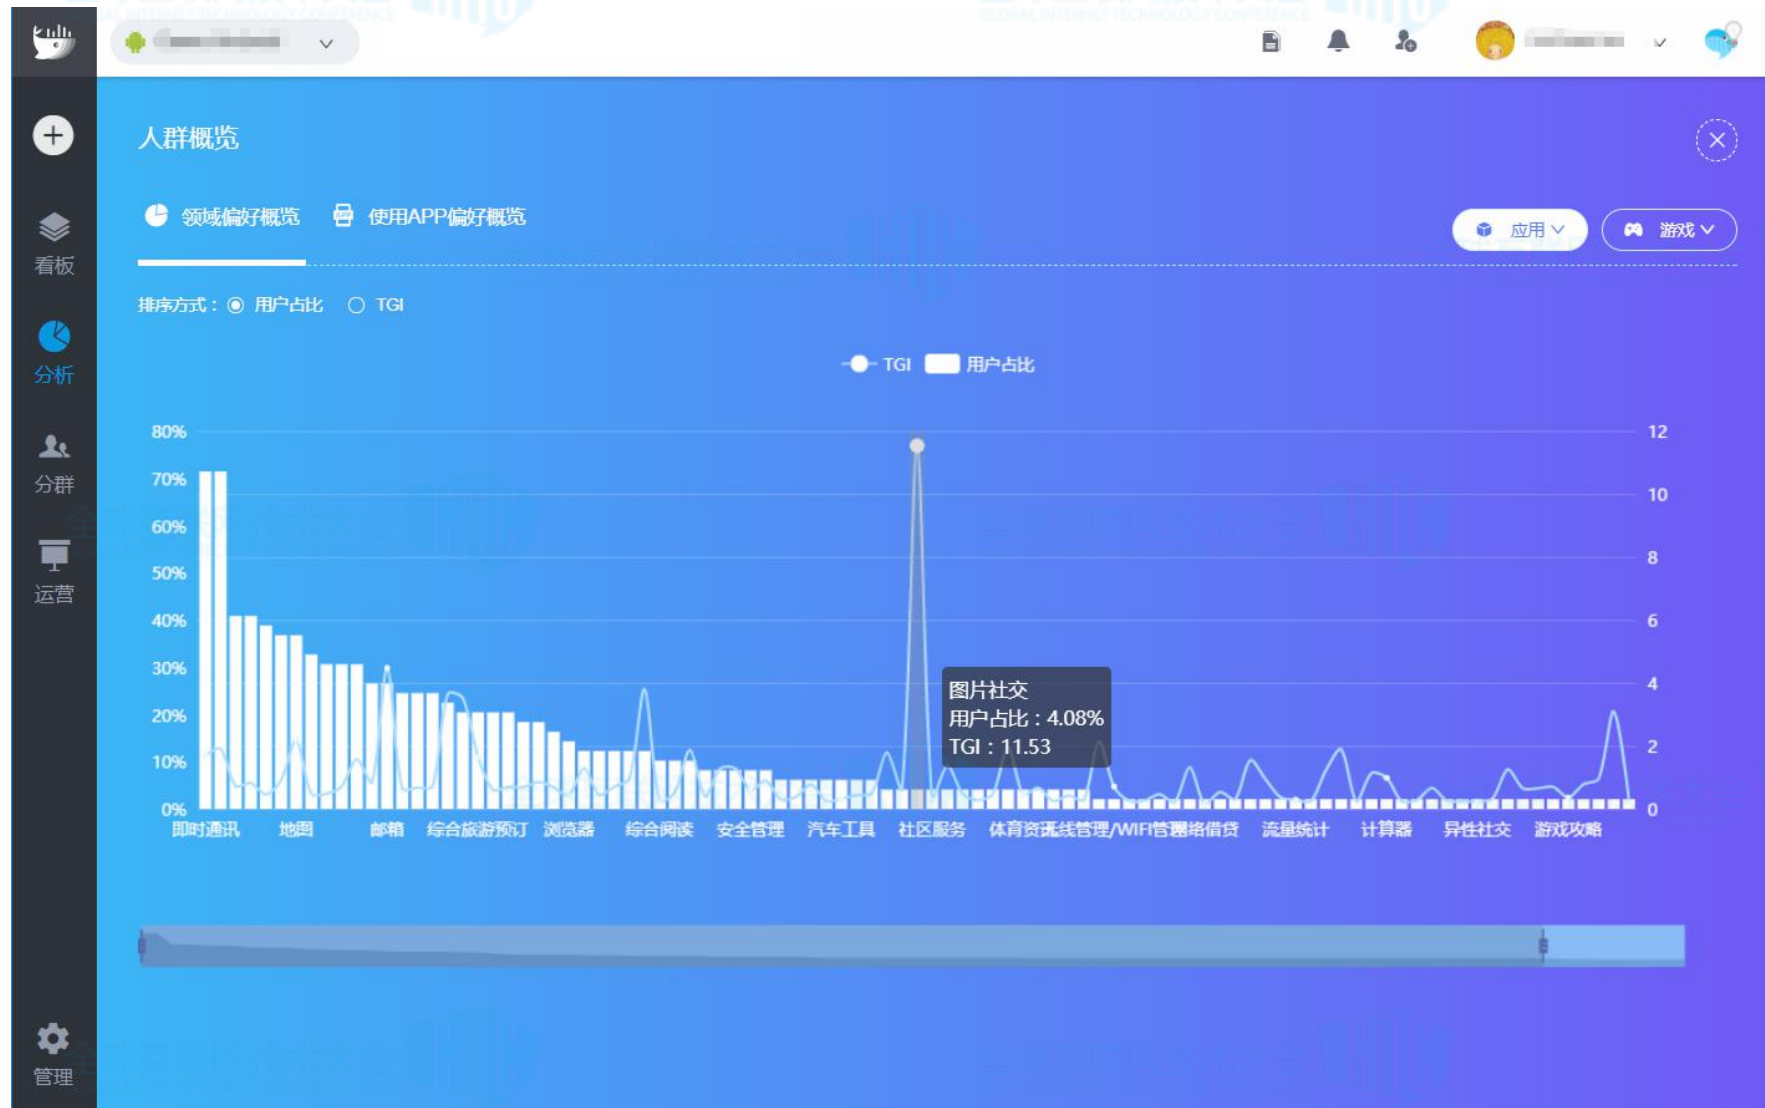 GLOBAL INTERNET TECHNOLOGY CONFERENCE
人群概览
领域偏好概览
使用APP偏好概览
应用
游戏
排序方式：
用户占比
TGI
TGI
用户占比
80%
70%
60%
50%
40%
30%
20%
10%
0%
12
10
8
6
4
2
0
图片社交
用户占比：4.08%
TGI：11.53
即时通讯
地图
邮箱
综合旅游预订
浏览器
综合阅读
安全管理
汽车工具
社区服务
体育资讯
无线管理/WIFI管理
网络借贷
流量统计
计算器
异性社交
游戏攻略
看板
分析
分群
运营
管理